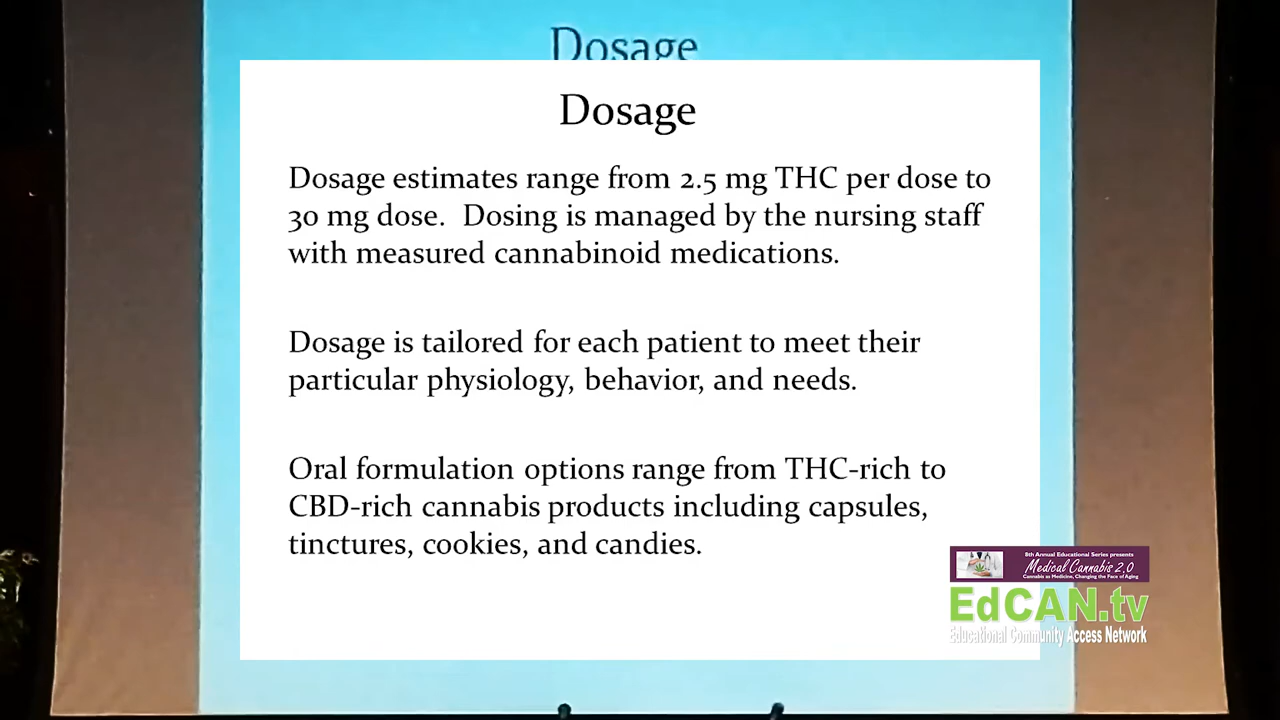 Dosage
Dosage
Dosage estimates range from 2.5 mg THC per dose to
30 mg dose.  Dosing is managed by the nursing staff
with measured cannabinoid medications.
Dosage is tailored for each patient to meet their
particular physiology, behavior, and needs.
Oral formulation options range from THC-rich to
CBD-rich cannabis products including capsules,
tinctures, cookies, and candies.
8th Annual Educational Series presents
Medical Cannabis 2.0
Cannabis as Medicine, Changing the Face of Aging
EdCAN.tv
Educational Community Access Network